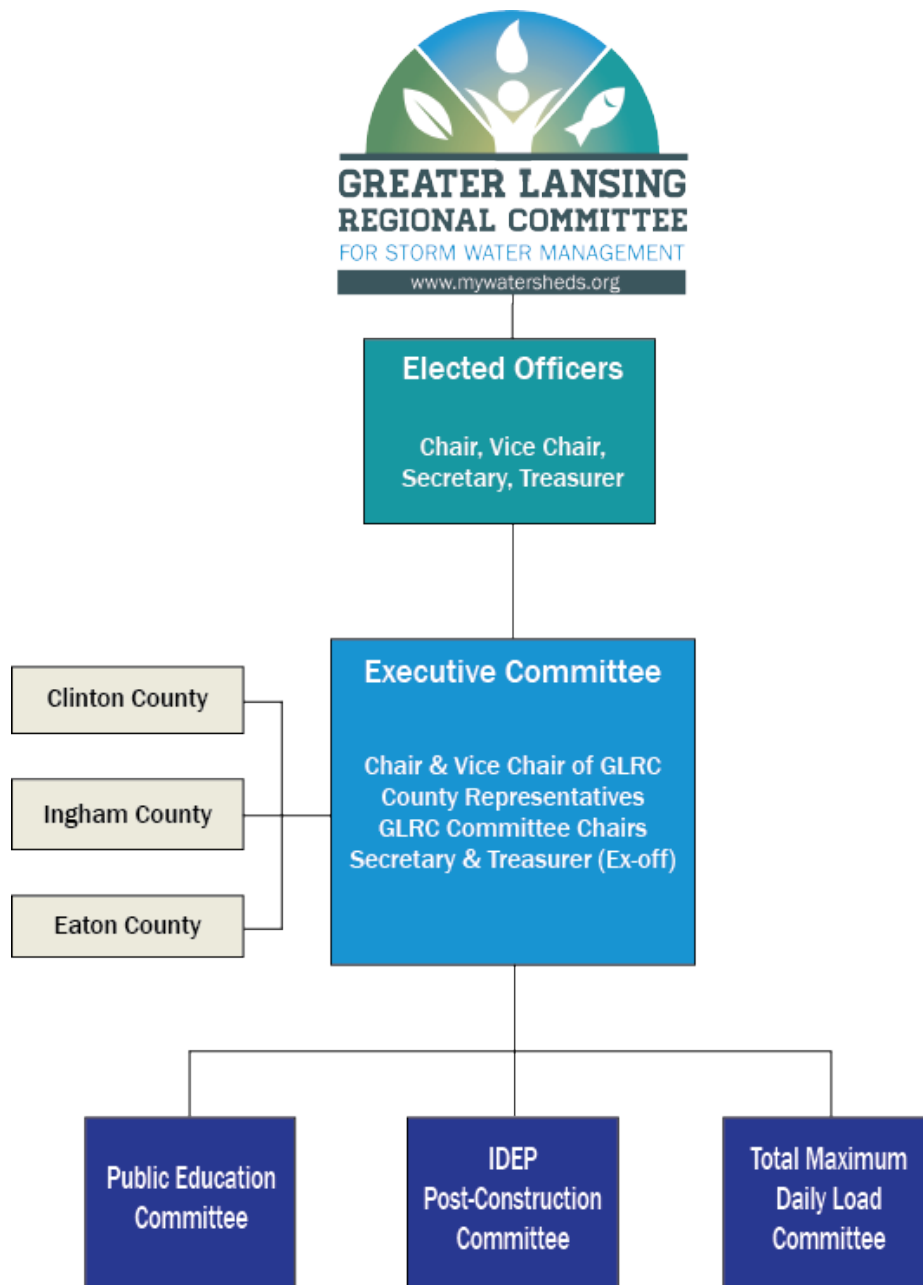 GREATER LANSING
REGIONAL COMMITTEE
FOR STORM WATER MANAGEMENT
www.mywatersheds.org
Elected Officers
Chair, Vice Chair,
Secretary, Treasurer
Executive Committee
Chair & Vice Chair of GLRC
County Representatives
GLRC Committee Chairs
Secretary & Treasurer (Ex-off)
Clinton County
Ingham County
Eaton County
Public Education
Committee
IDEP
Post-Construction
Committee
Total Maximum
Daily Load
Committee